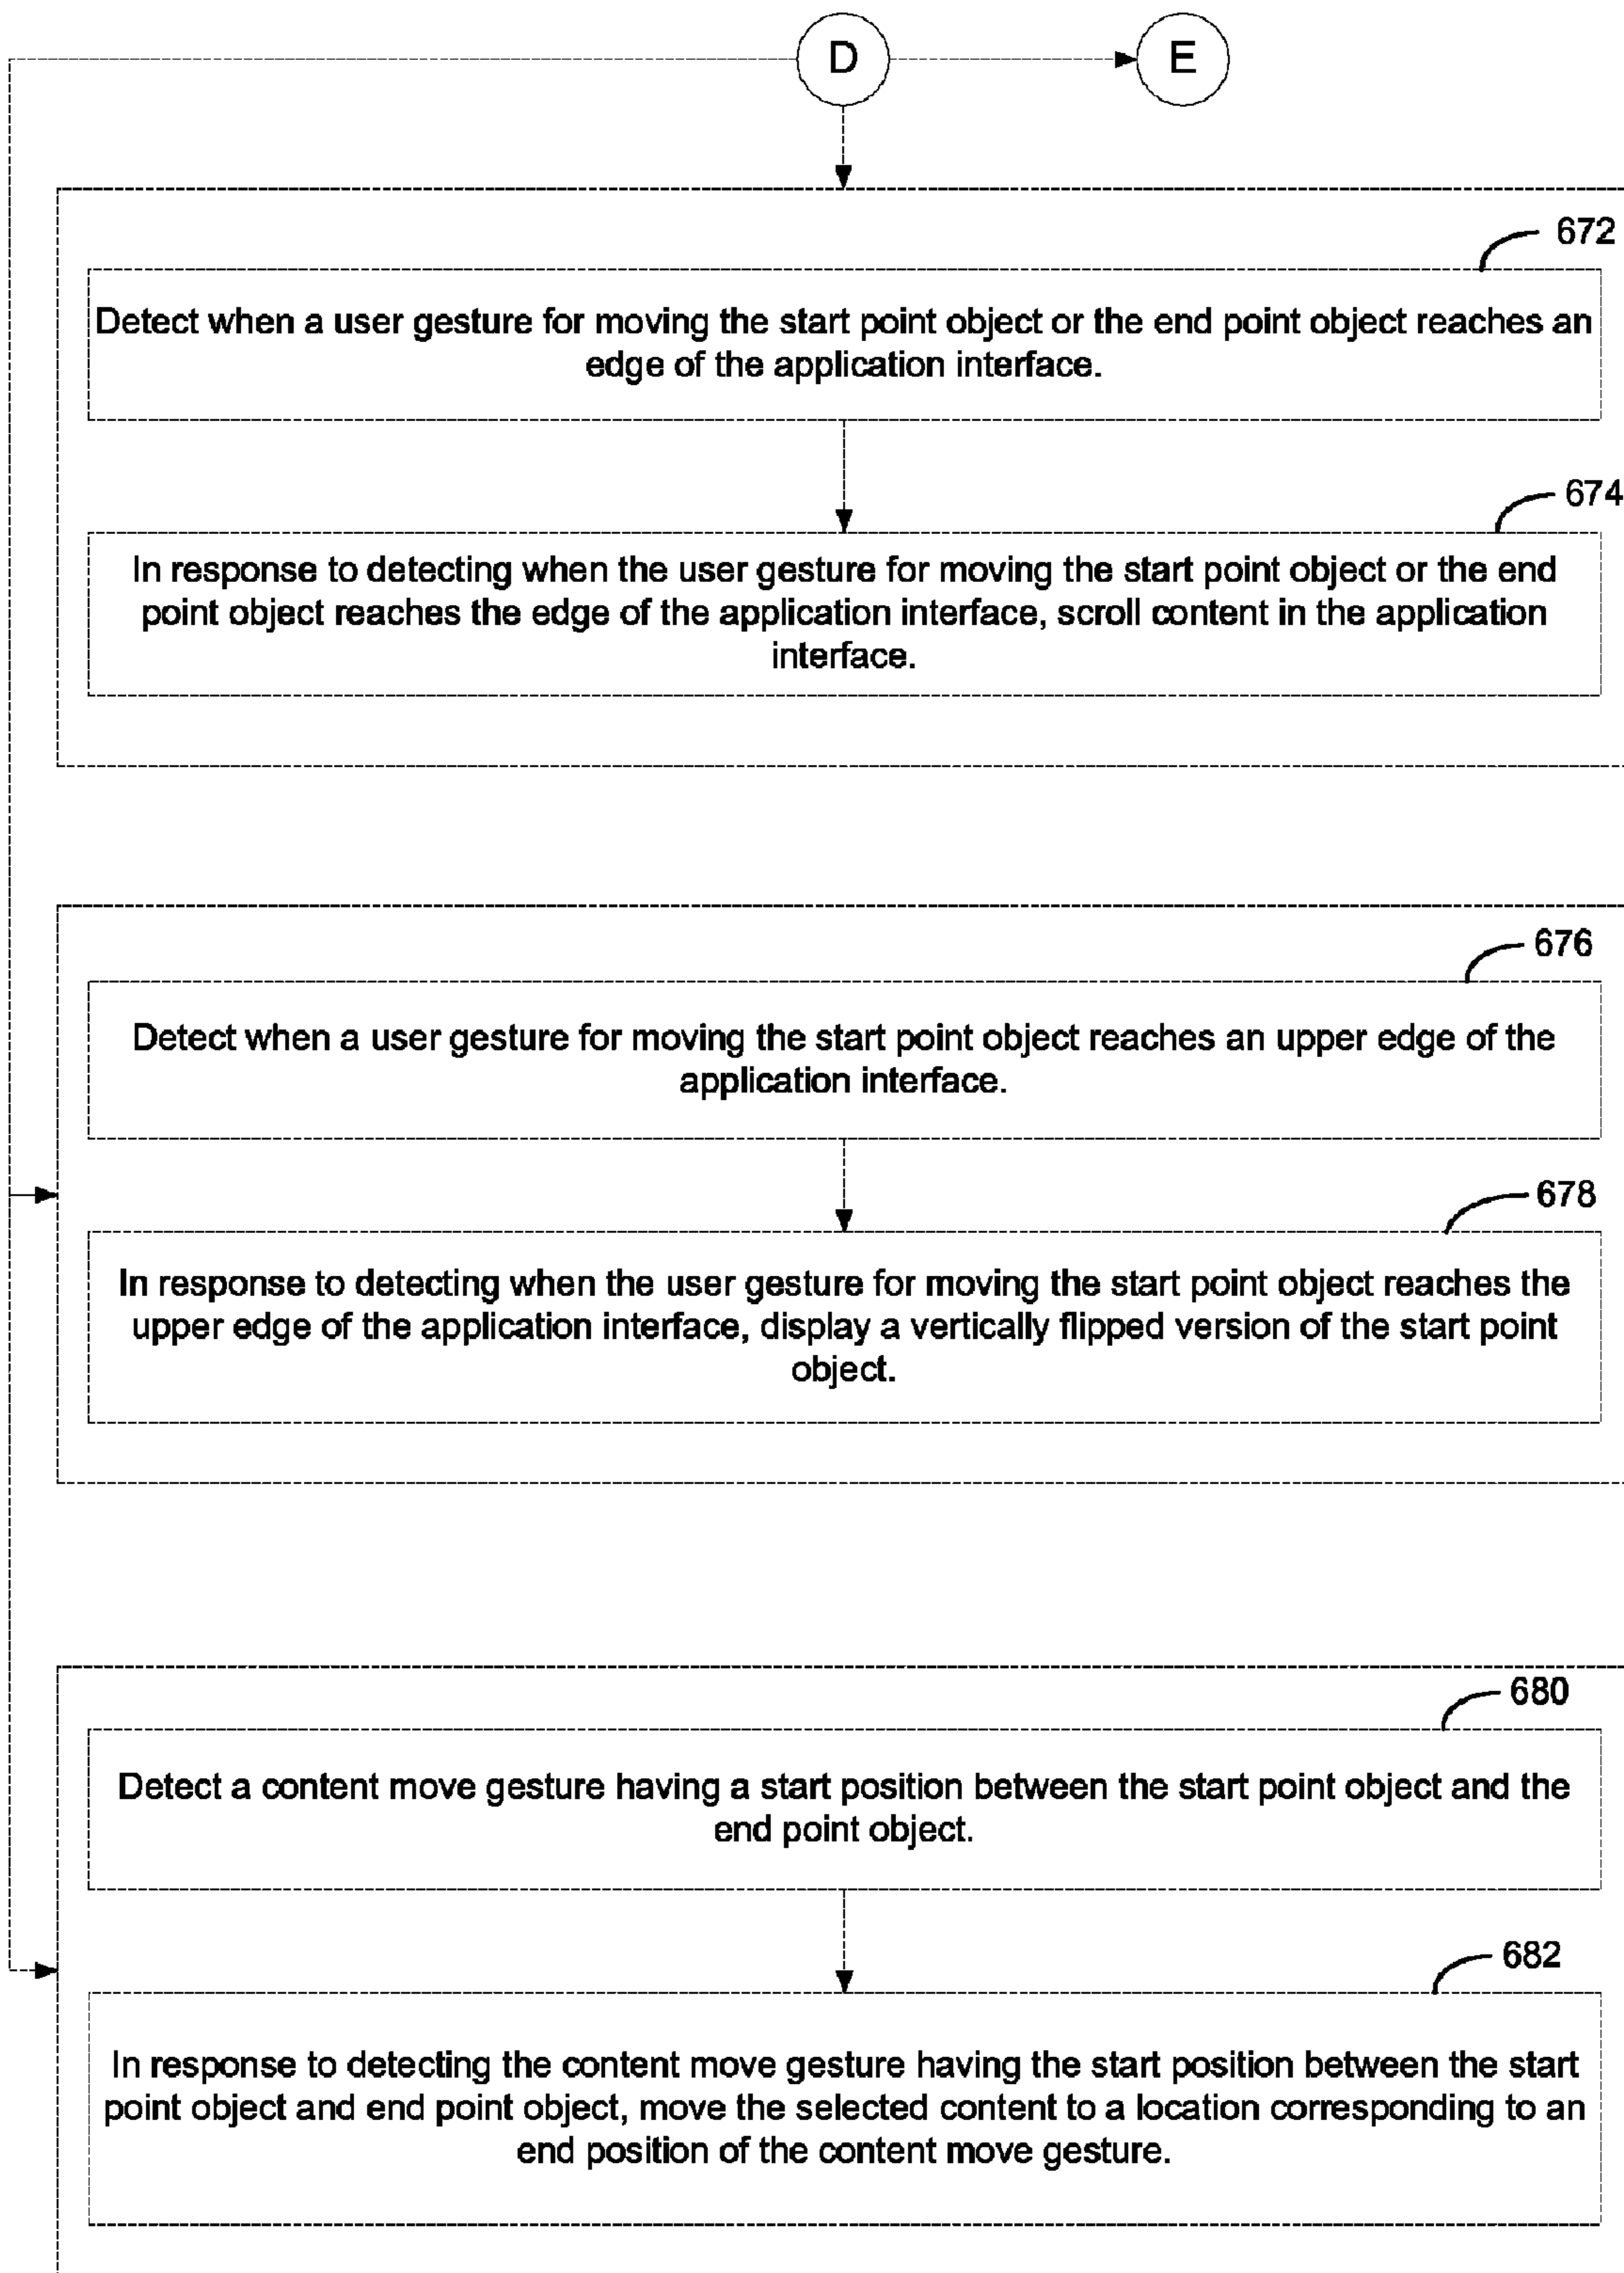 D
E
672
Detect when a user gesture for moving the start point object or the end point object reaches an
edge of the application interface.
674
In response to detecting when the user gesture for moving the start point object or the end
point object reaches the edge of the application interface, scroll content in the application
interface.
676
Detect when a user gesture for moving the start point object reaches an upper edge of the
application interface.
678
In response to detecting when the user gesture for moving the start point object reaches the
upper edge of the application interface, display a vertically flipped version of the start point
object.
680
Detect a content move gesture having a start position between the start point object and the
end point object.
682
In response to detecting the content move gesture having the start position between the start
point object and end point object, move the selected content to a location corresponding to an
end position of the content move gesture.